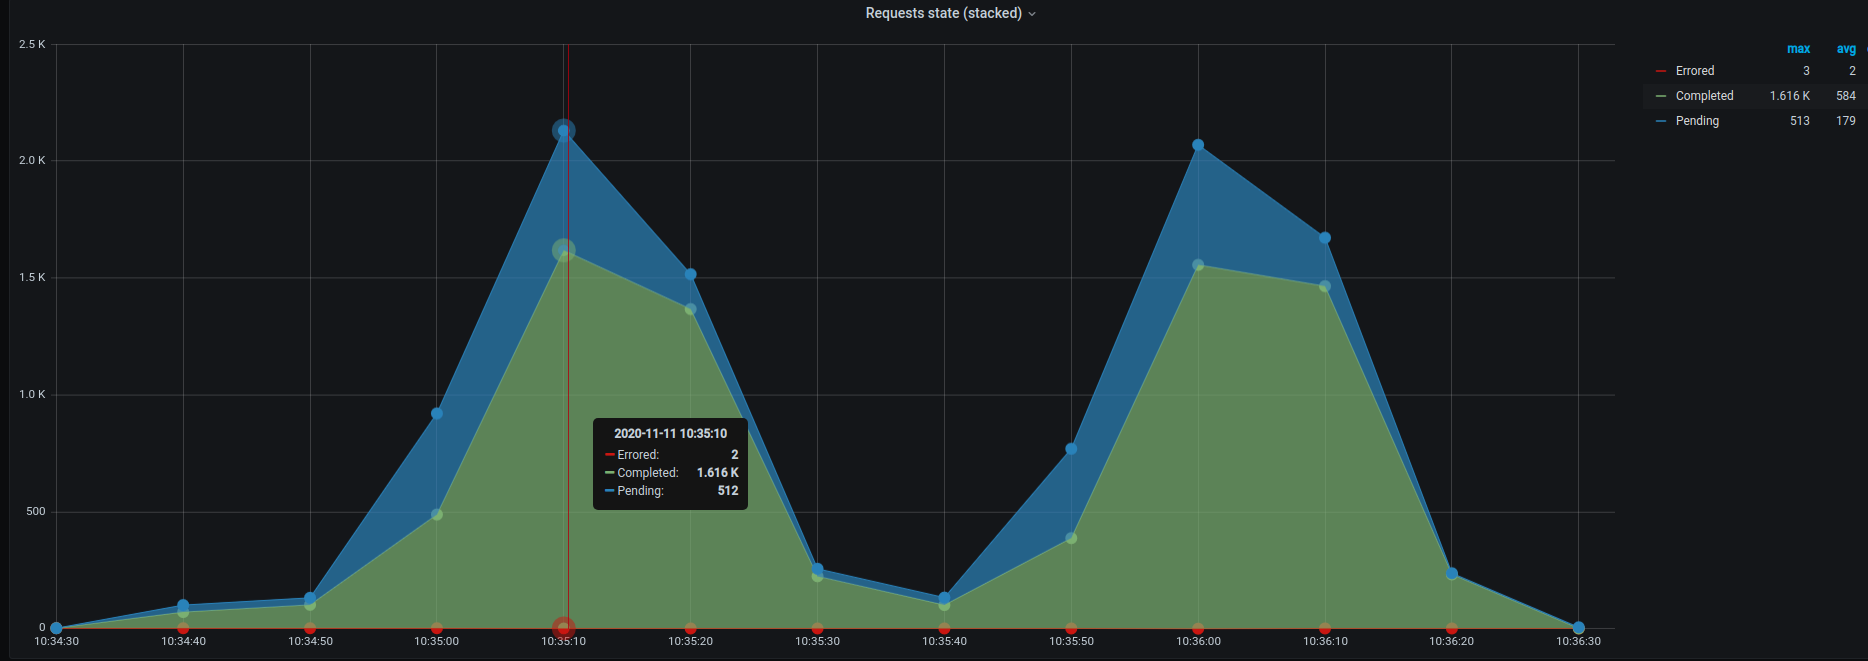 Requests state (stacked)
max avg
Errored 3 2
Completed 1.616 K 584
Pending 513 179
2.5 K
2.0 K
1.5 K
1.0 K
500
0
2020-11-11 10:35:10
Errored: 2
Completed: 1.616 K
Pending: 512
10:34:30 10:34:40 10:34:50 10:35:00 10:35:10 10:35:20 10:35:30 10:35:40 10:35:50 10:36:00 10:36:10 10:36:20 10:36:30